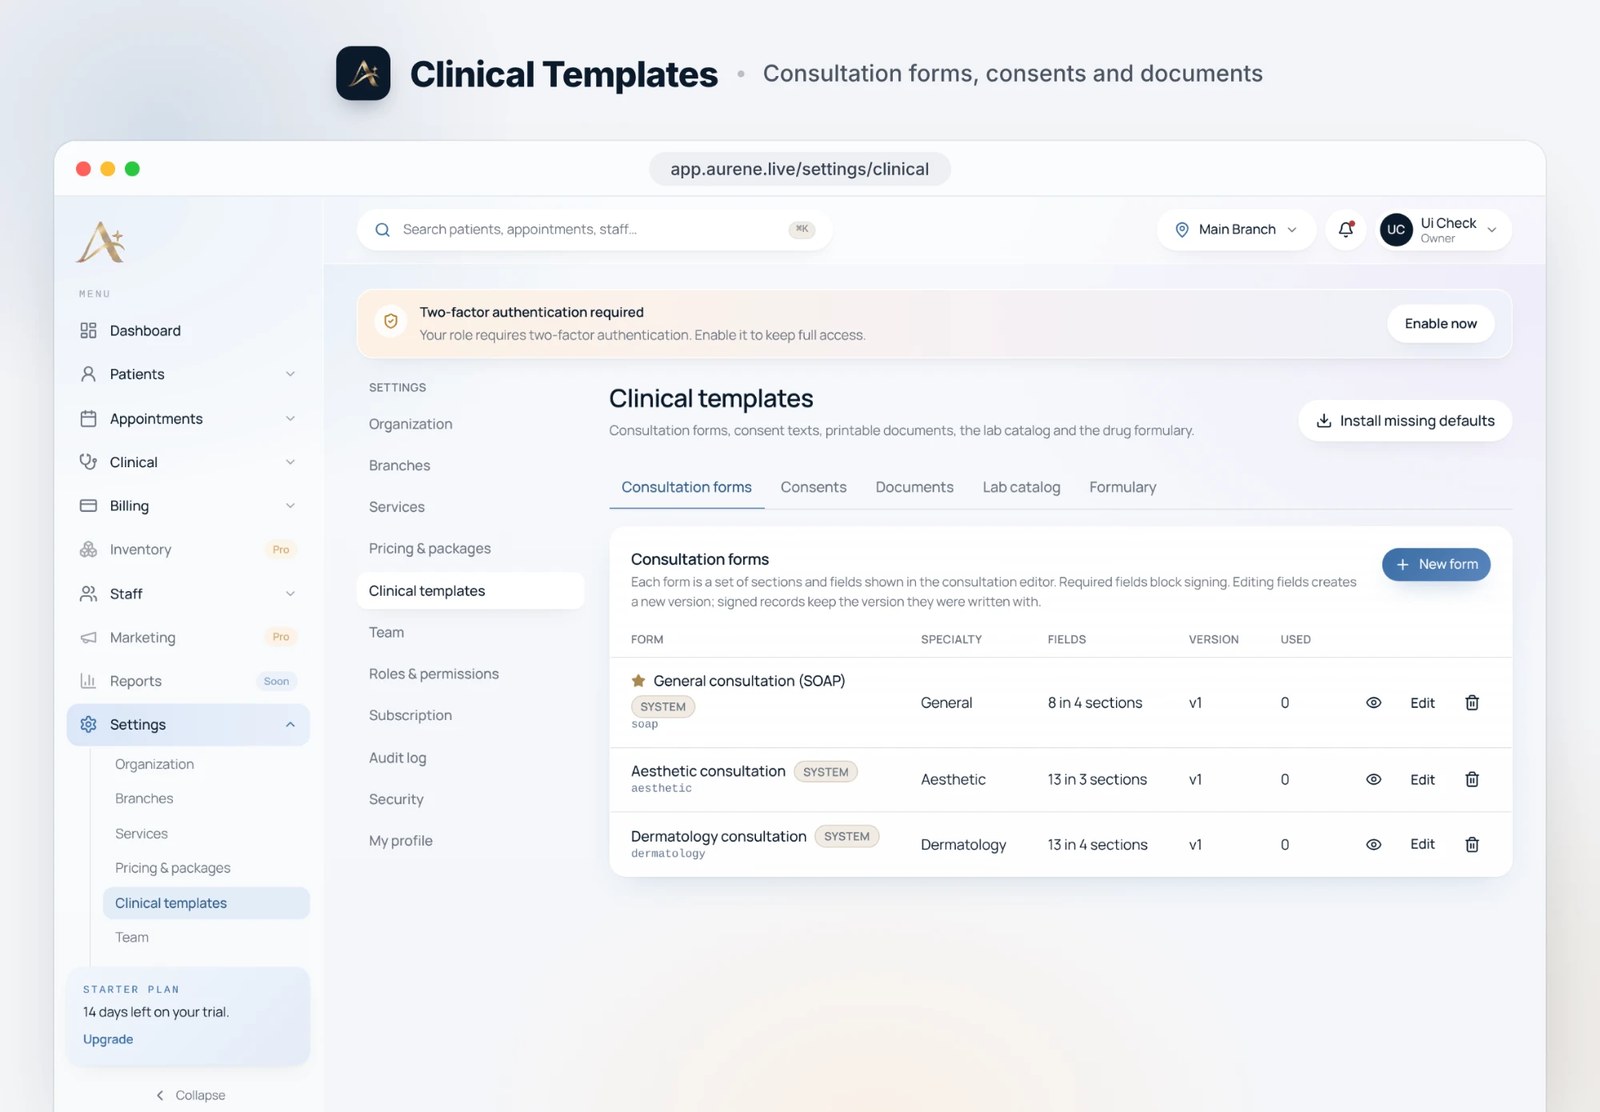 Clinical Templates • Consultation forms, consents and documents
app.aurene.live/settings/clinical
MENU
Dashboard
Patients
Appointments
Clinical
Billing
Inventory Pro
Staff
Marketing Pro
Reports Soon
Settings
Organization
Branches
Services
Pricing & packages
Clinical templates
Team
STARTER PLAN
14 days left on your trial.
Upgrade
Collapse
Search patients, appointments, staff... ⌘K
Main Branch
UC
Ui Check
Owner
Two-factor authentication required
Your role requires two-factor authentication. Enable it to keep full access.
Enable now
SETTINGS
Organization
Branches
Services
Pricing & packages
Clinical templates
Team
Roles & permissions
Subscription
Audit log
Security
My profile
Clinical templates
Consultation forms, consent texts, printable documents, the lab catalog and the drug formulary.
Install missing defaults
Consultation forms Consents Documents Lab catalog Formulary
Consultation forms
Each form is a set of sections and fields shown in the consultation editor. Required fields block signing. Editing fields creates
a new version; signed records keep the version they were written with.
+ New form
FORM SPECIALTY FIELDS VERSION USED
General consultation (SOAP)
SYSTEM
soap
General 8 in 4 sections v1 0 Edit
Aesthetic consultation SYSTEM
aesthetic
Aesthetic 13 in 3 sections v1 0 Edit
Dermatology consultation SYSTEM
dermatology
Dermatology 13 in 4 sections v1 0 Edit